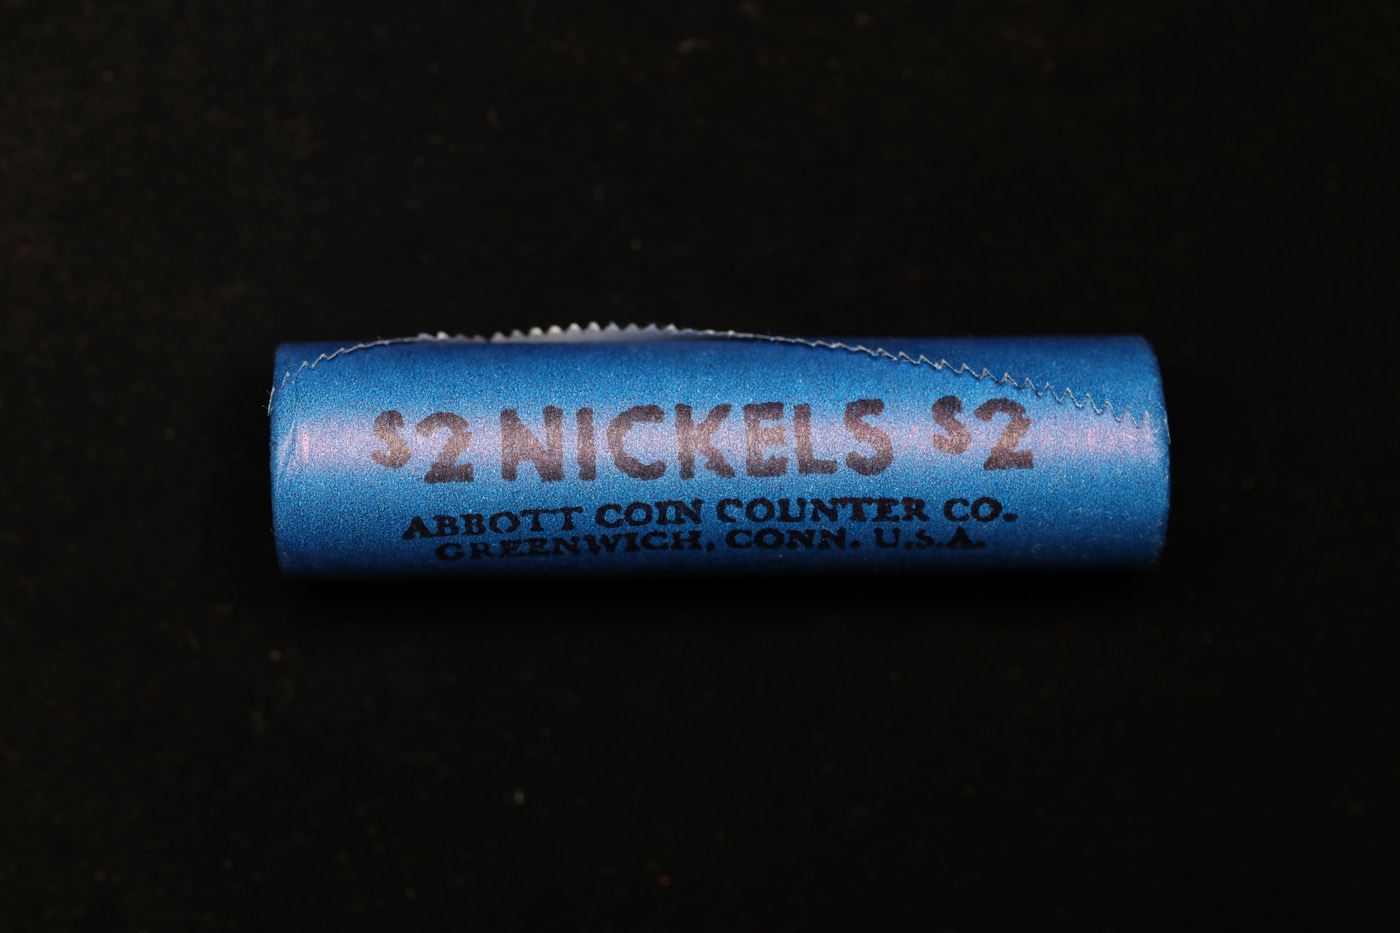 $2 NICKELS $2
ABBOTT COIN COUNTER CO.
GREENWICH, CONN. U.S.A.